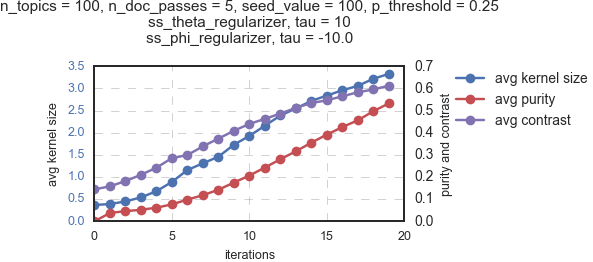 n_topics = 100, n_doc_passes = 5, seed_value = 100, p_threshold = 0.25
ss_theta_regularizer, tau = 10
ss_phi_regularizer, tau = -10.0
3.5
3.0
2.5
2.0
1.5
1.0
0.5
0.0
avg kernel size
0.7
0.6
0.5
0.4
0.3
0.2
0.1
0.0
purity and contrast
avg kernel size
avg purity
avg contrast
0 5 10 15 20
iterations